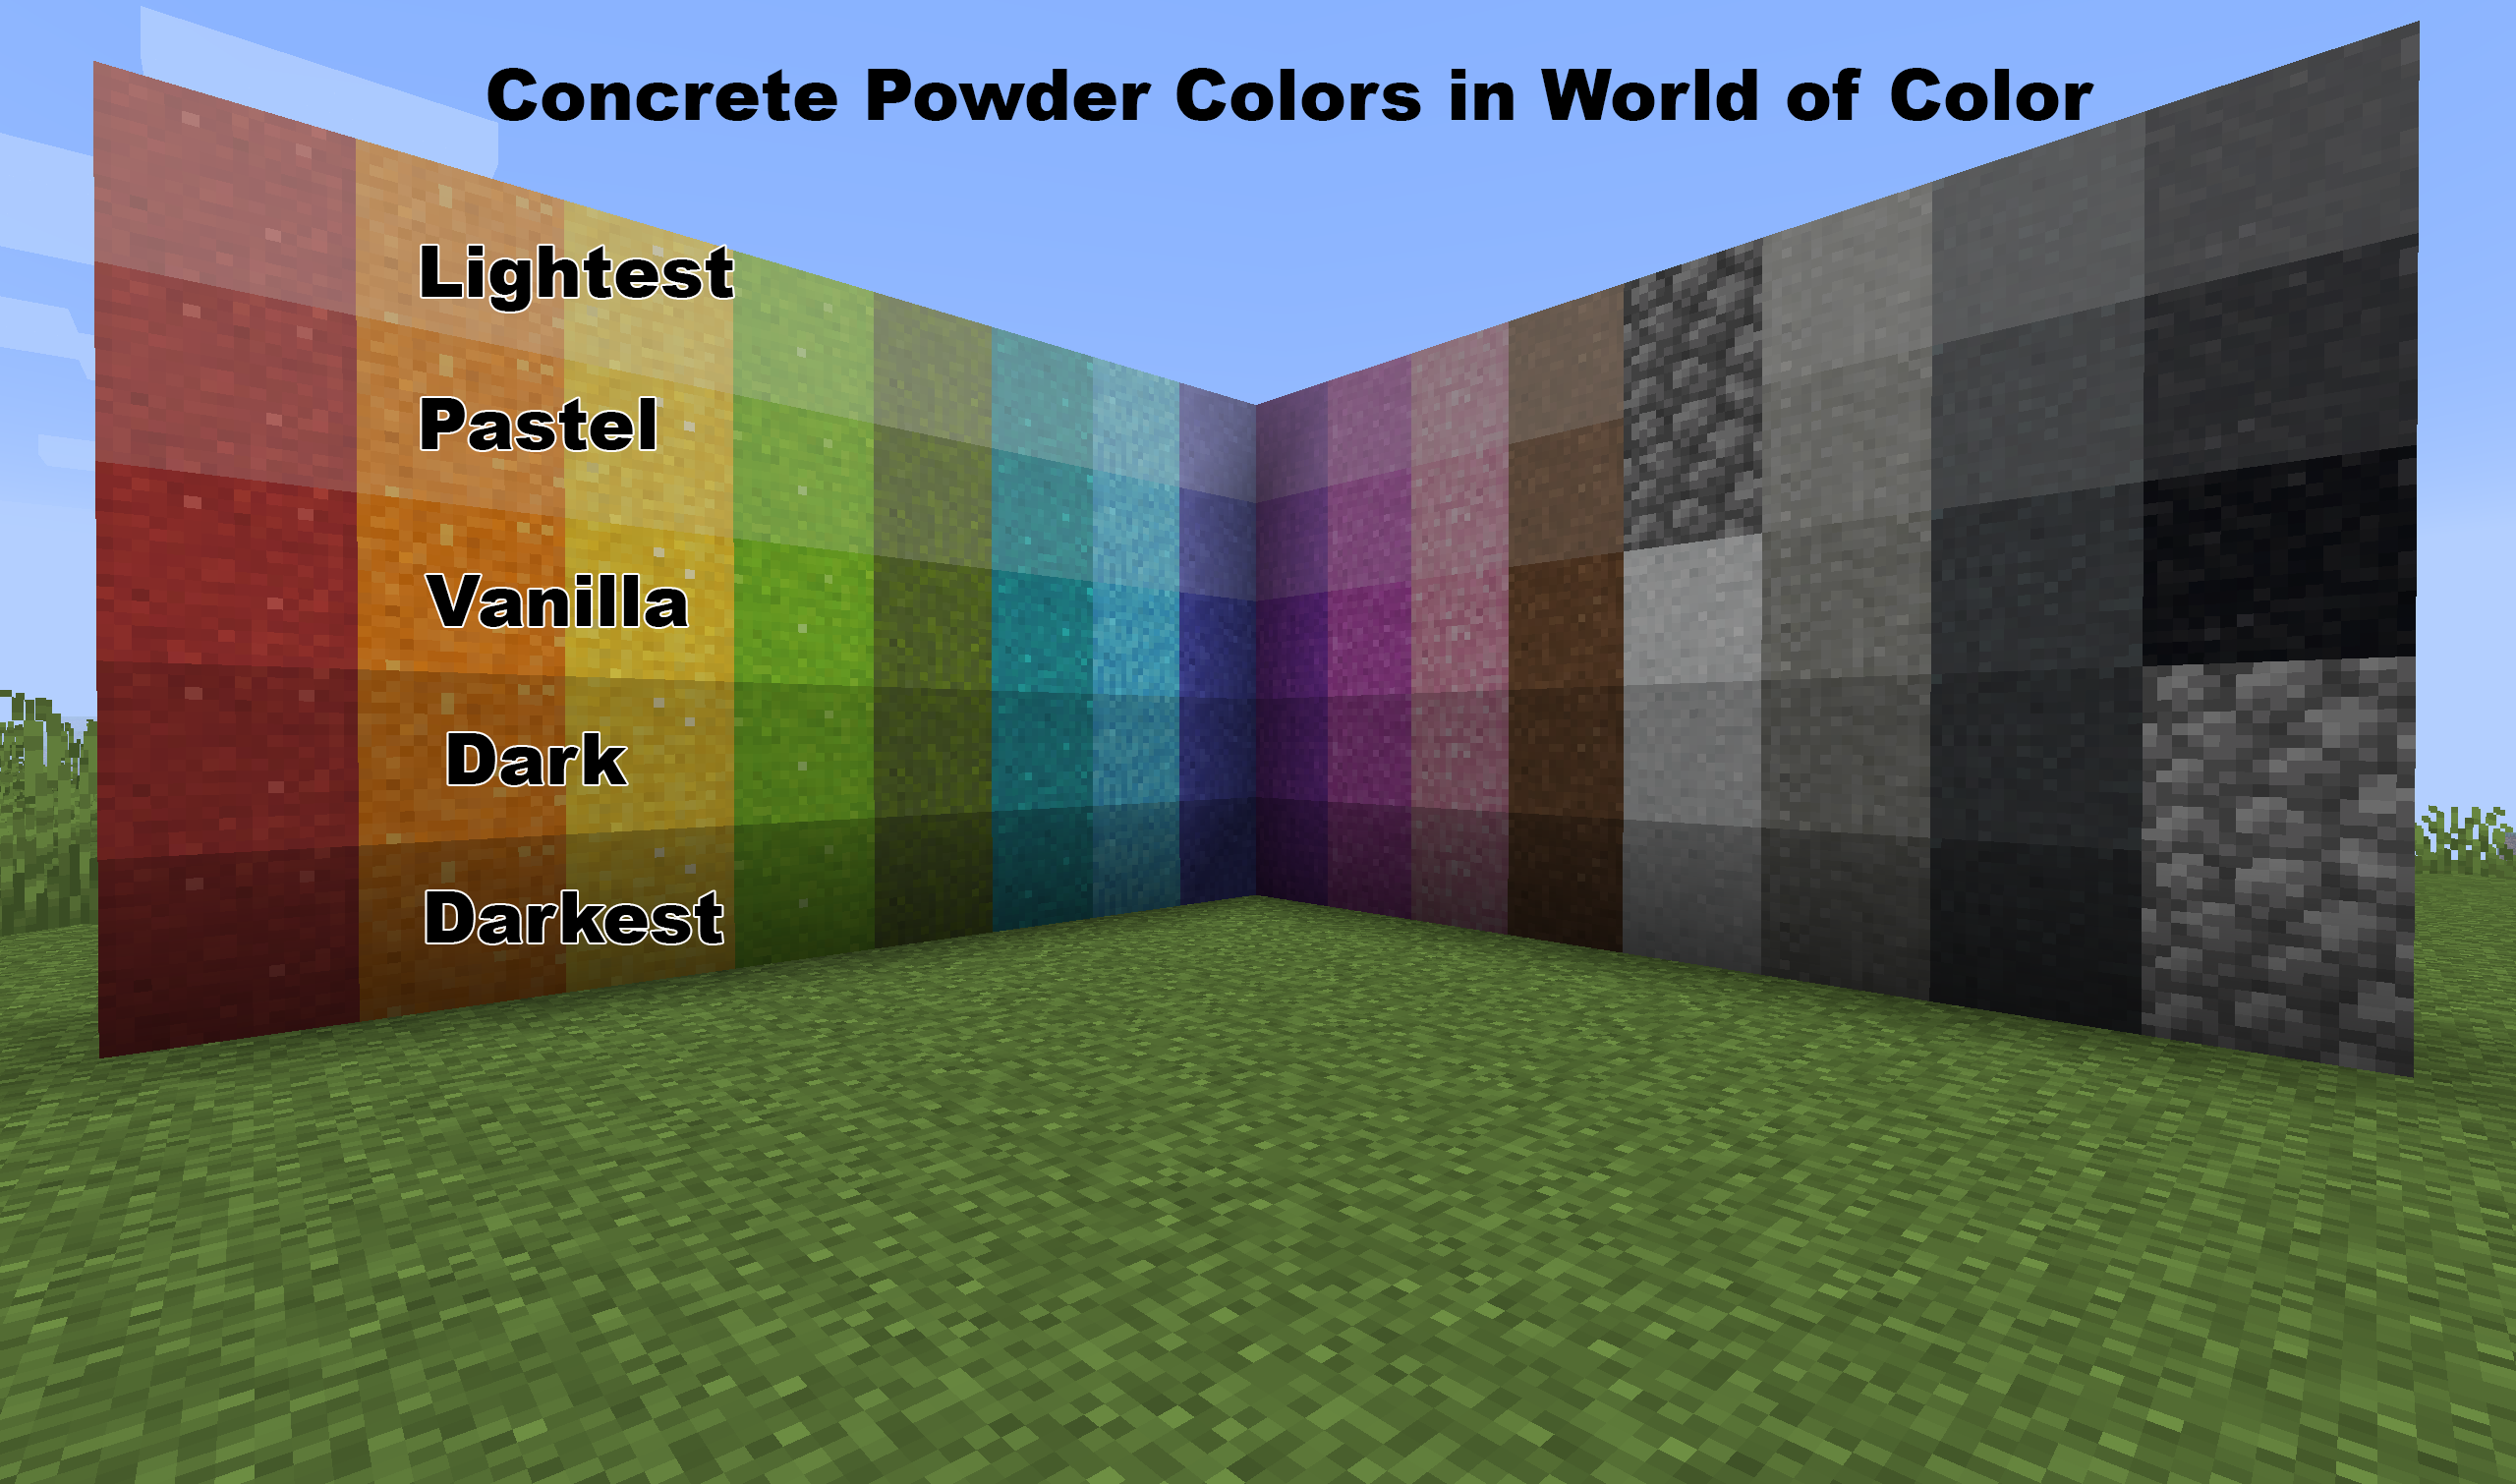 Concrete Powder Colors in World of Color
Lightest
Pastel
Vanilla
Dark
Darkest